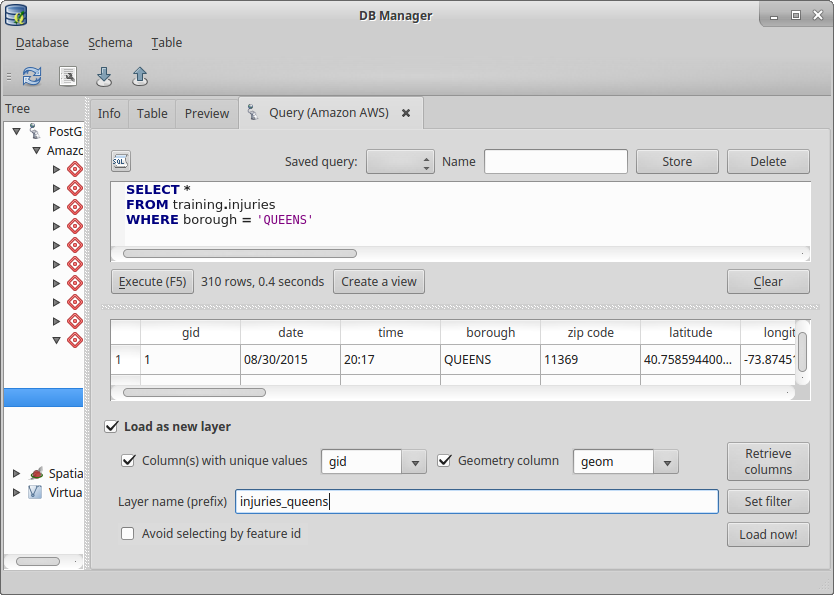 DB Manager
Database Schema Table
Tree
Info Table Preview Query (Amazon AWS)
PostG
Amazo
SQL
Saved query: Name Store Delete
SELECT *
FROM training.injuries
WHERE borough = 'QUEENS'
Execute (F5) 310 rows, 0.4 seconds Create a view Clear
gid date time borough zip code latitude longit
1 1 08/30/2015 20:17 QUEENS 11369 40.758594400... -73.87451
Load as new layer
Column(s) with unique values gid Geometry column geom Retrieve columns
Spatia
Virtua
Layer name (prefix) injuries_queens Set filter
Avoid selecting by feature id Load now!